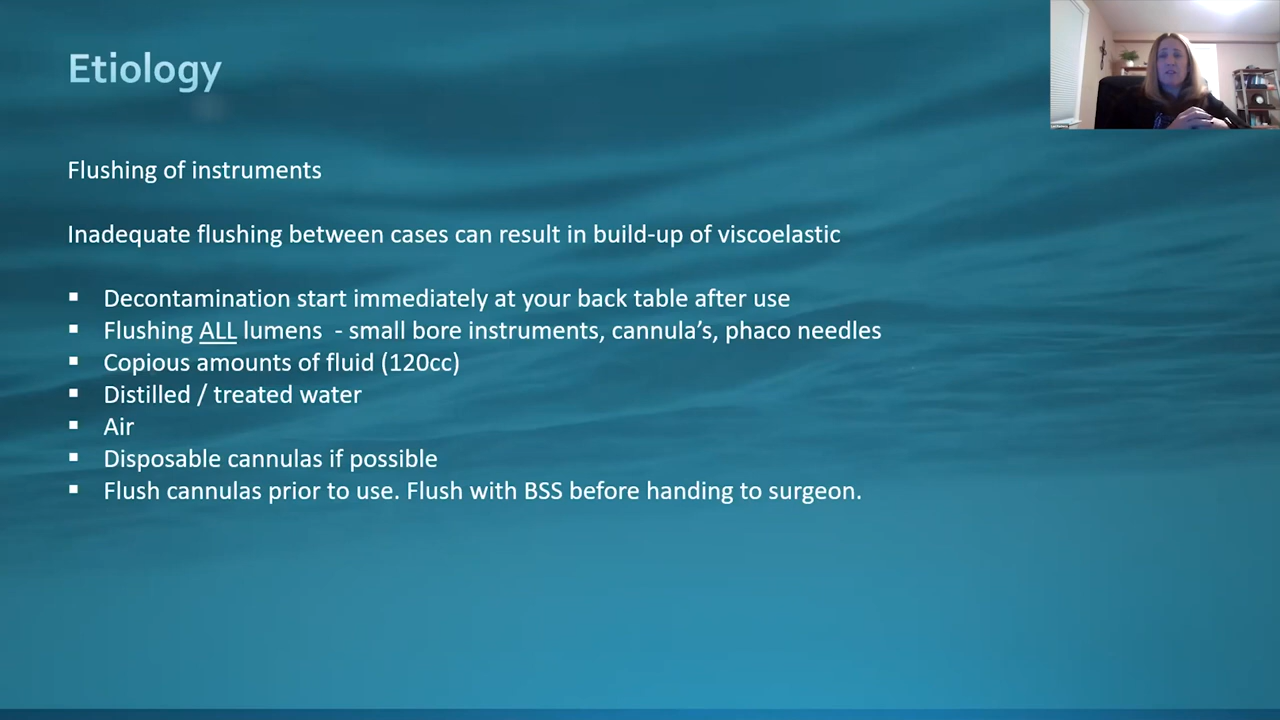 Etiology
Flushing of instruments
Inadequate flushing between cases can result in build-up of viscoelastic
▪ Decontamination start immediately at your back table after use
▪ Flushing ALL lumens - small bore instruments, cannula's, phaco needles
▪ Copious amounts of fluid (120cc)
▪ Distilled / treated water
▪ Air
▪ Disposable cannulas if possible
▪ Flush cannulas prior to use. Flush with BSS before handing to surgeon.